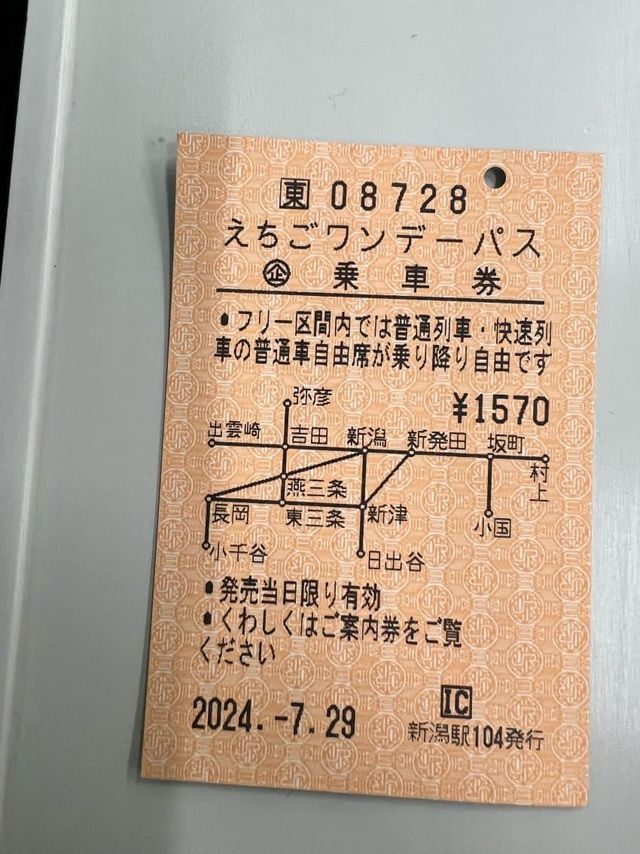 東 08728
えちごワンデーパス
企 乗車券
●フリー区間内では普通列車・快速列
車の普通車自由席が乗り降り自由です
¥1570
弥彦
出雲崎 吉田 新潟 新発田 坂町
村上
燕三条
長岡 東三条 新津 小国
小千谷 日出谷
●発売当日限り有効
●くわしくはご案内券をご覧
ください
IC
2024.-7.29 新潟駅104発行